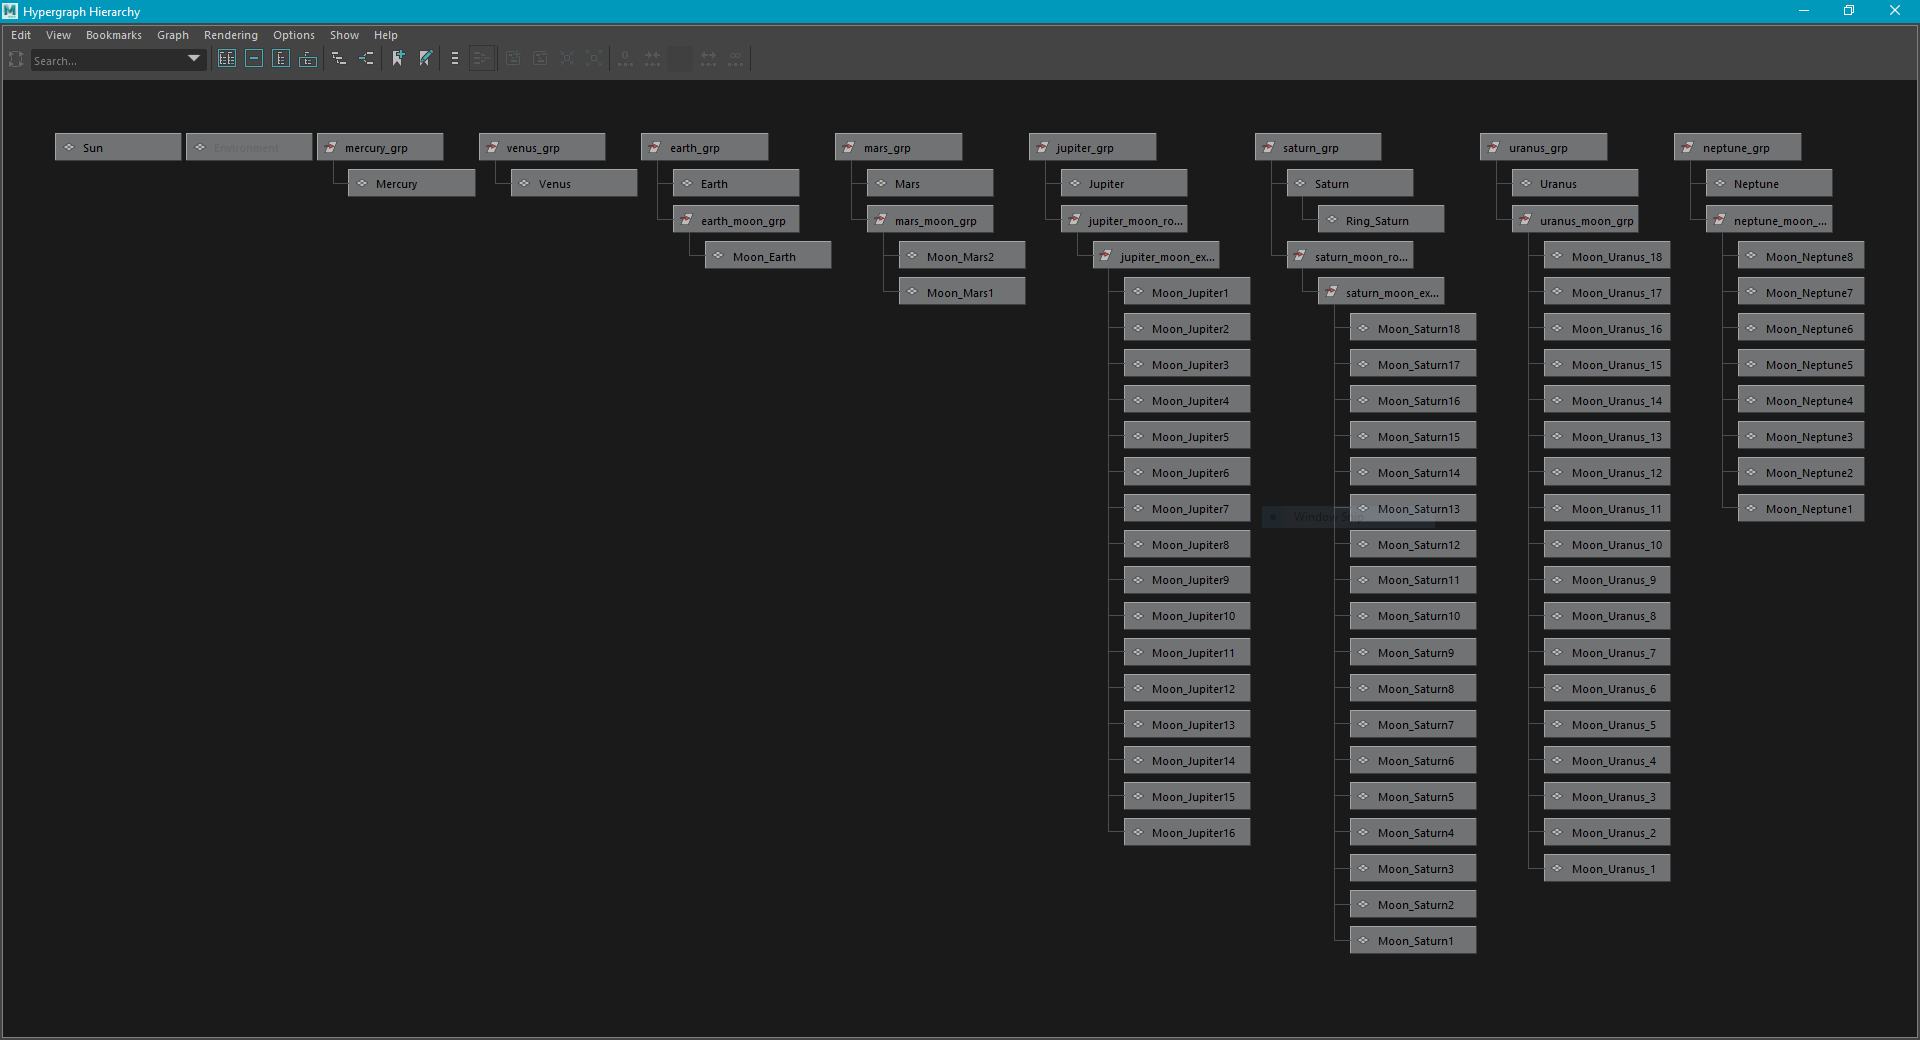 Hypergraph Hierarchy
Edit View Bookmarks Graph Rendering Options Show Help
Search...
Sun Environment mercury_grp venus_grp earth_grp mars_grp jupiter_grp saturn_grp uranus_grp neptune_grp
Mercury Venus Earth Mars Jupiter Saturn Uranus Neptune
earth_moon_grp mars_moon_grp jupiter_moon_ro... Ring_Saturn uranus_moon_grp neptune_moon_...
Moon_Earth Moon_Mars2 jupiter_moon_ex... saturn_moon_ro... Moon_Uranus_18 Moon_Neptune8
Moon_Mars1 Moon_Jupiter1 saturn_moon_ex... Moon_Uranus_17 Moon_Neptune7
Moon_Jupiter2 Moon_Saturn18 Moon_Uranus_16 Moon_Neptune6
Moon_Jupiter3 Moon_Saturn17 Moon_Uranus_15 Moon_Neptune5
Moon_Jupiter4 Moon_Saturn16 Moon_Uranus_14 Moon_Neptune4
Moon_Jupiter5 Moon_Saturn15 Moon_Uranus_13 Moon_Neptune3
Moon_Jupiter6 Moon_Saturn14 Moon_Uranus_12 Moon_Neptune2
Moon_Jupiter7 Moon_Saturn13 Moon_Uranus_11 Moon_Neptune1
Window Snip
Moon_Jupiter8 Moon_Saturn12 Moon_Uranus_10
Moon_Jupiter9 Moon_Saturn11 Moon_Uranus_9
Moon_Jupiter10 Moon_Saturn10 Moon_Uranus_8
Moon_Jupiter11 Moon_Saturn9 Moon_Uranus_7
Moon_Jupiter12 Moon_Saturn8 Moon_Uranus_6
Moon_Jupiter13 Moon_Saturn7 Moon_Uranus_5
Moon_Jupiter14 Moon_Saturn6 Moon_Uranus_4
Moon_Jupiter15 Moon_Saturn5 Moon_Uranus_3
Moon_Jupiter16 Moon_Saturn4 Moon_Uranus_2
Moon_Saturn3 Moon_Uranus_1
Moon_Saturn2
Moon_Saturn1